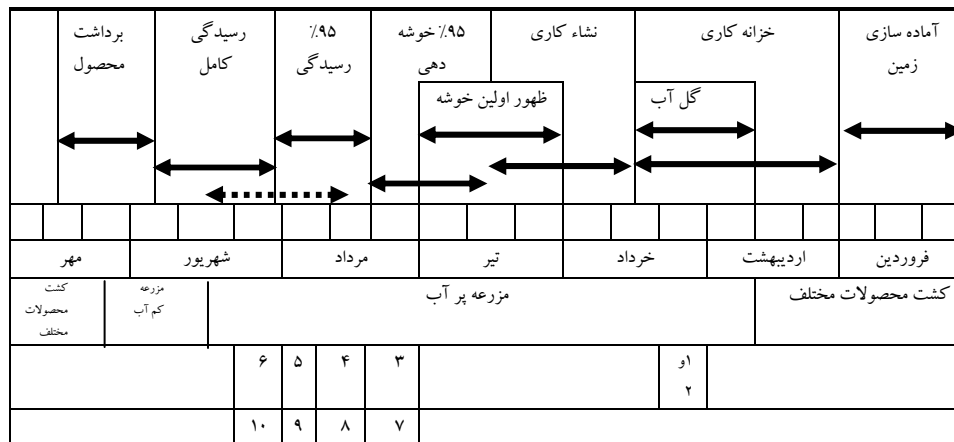 آماده سازی
زمین
خزانه کاری
نشاء کاری
۹۵٪ خوشه
دهی
۹۵٪
رسیدگی
رسیدگی
کامل
برداشت
محصول
گل آب
ظهور اولین خوشه
فروردین
اردیبهشت
خرداد
تیر
مرداد
شهریور
مهر
کشت محصولات مختلف
مزرعه پر آب
مزرعه
کم آب
کشت
محصولات
مختلف
۱و
۲
۳
۴
۵
۶
۷
۸
۹
۱۰